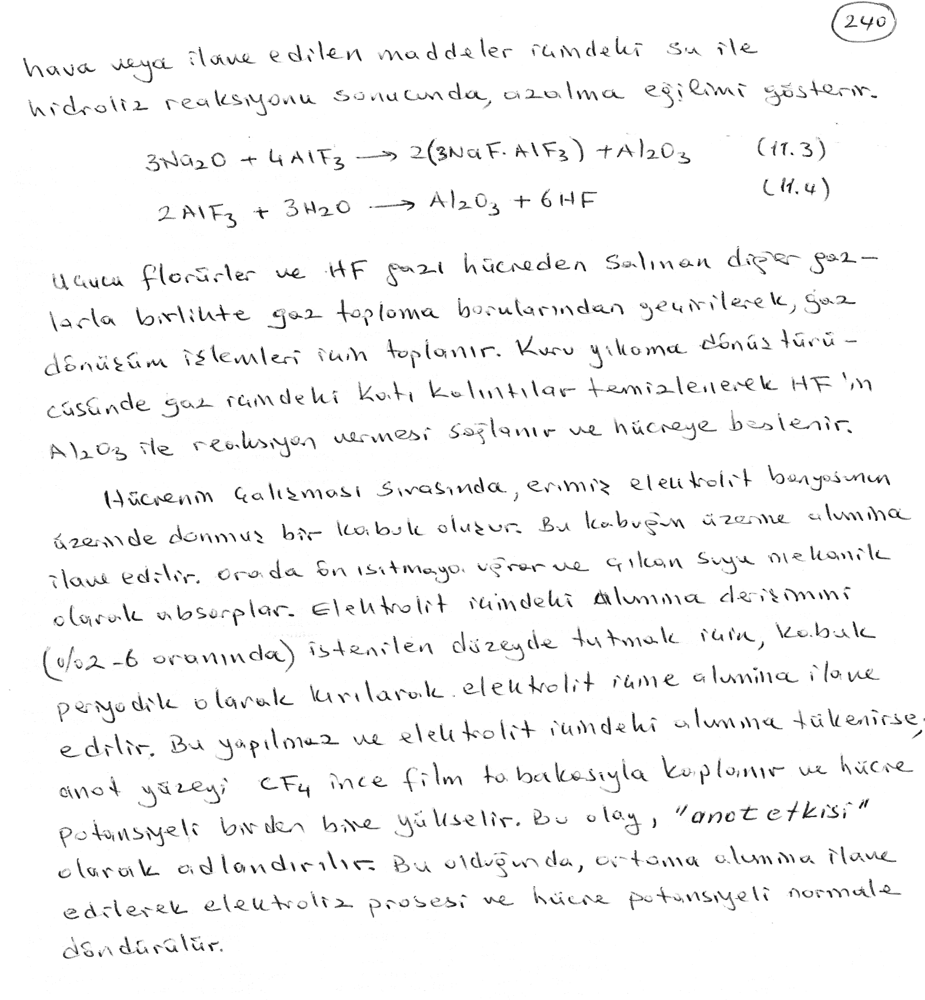 240
hava veya ilave edilen maddeler içindeki su ile
hidroliz reaksiyonu sonucunda, azalma eğilimi gösterir.
3Na2O + 4AlF3 → 2(3NaF.AlF3) + Al2O3 (11.3)
2AlF3 + 3H2O → Al2O3 + 6HF (11.4)
Uçucu florürler ve HF gazı hücreden salınan diğer gaz-
larla birlikte gaz toplama borularından geçirilerek, gaz
dönüşüm işlemleri için toplanır. Kuru yıkama dönüştürü-
cüsünde gaz içindeki katı kalıntılar temizlenerek HF'in
Al2O3 ile reaksiyon vermesi sağlanır ve hücreye beslenir.
Hücrenin çalışması sırasında, erimiş elektrolit banyosunun
üzerinde donmuş bir kabuk oluşur. Bu kabuğun üzerine alumina
ilave edilir. Orada ön ısıtmaya uğrar ve çıkan suyu mekanik
olarak absorplar. Elektrolit içindeki Alumina derişimini
(%2-6 oranında) istenilen düzeyde tutmak için, kabuk
periyodik olarak kırılarak elektrolit içine alumina ilave
edilir. Bu yapılmaz ve elektrolit içindeki alumina tükenirse,
anot yüzeyi CF4 ince film tabakasıyla kaplanır ve hücre
potansiyeli birden bire yükselir. Bu olay, "anot etkisi"
olarak adlandırılır. Bu olduğunda, ortama alumina ilave
edilerek elektroliz prosesi ve hücre potansiyeli normale
döndürülür.